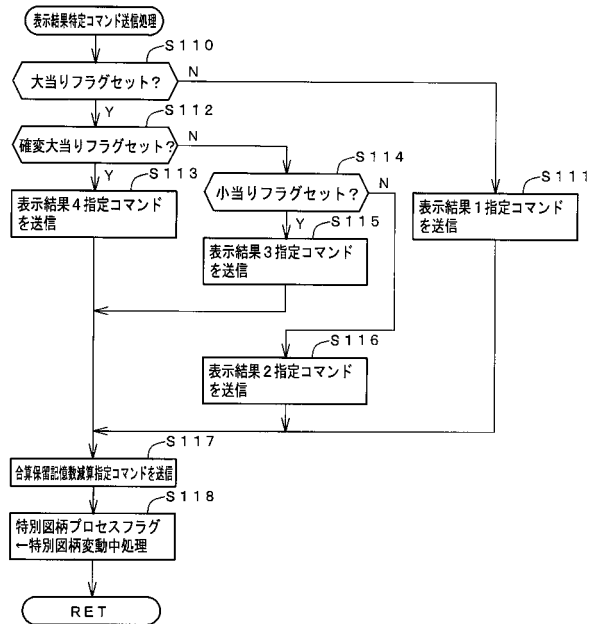 表示結果特定コマンド送信処理
S110
大当りフラグセット？
N
Y
S112
確変大当りフラグセット？
N
Y
S113
表示結果4指定コマンド
を送信
S114
小当りフラグセット？
N
Y
S115
表示結果3指定コマンド
を送信
S111
表示結果1指定コマンド
を送信
S116
表示結果2指定コマンド
を送信
S117
合算保留記憶数減算指定コマンドを送信
S118
特別図柄プロセスフラグ
←特別図柄変動中処理
RET